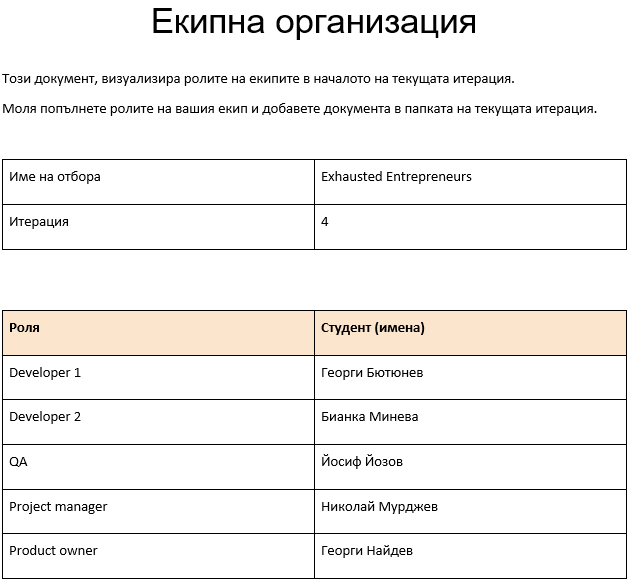 Екипна организация
Този документ, визуализира ролите на екипите в началото на текущата итерация.
Моля попълнете ролите на вашия екип и добавете документа в папката на текущата итерация.
Име на отбора Exhausted Entrepreneurs
Итерация 4
Роля Студент (имена)
Developer 1 Георги Бютюнев
Developer 2 Бианка Минева
QA Йосиф Йозов
Project manager Николай Мурджев
Product owner Георги Найдев